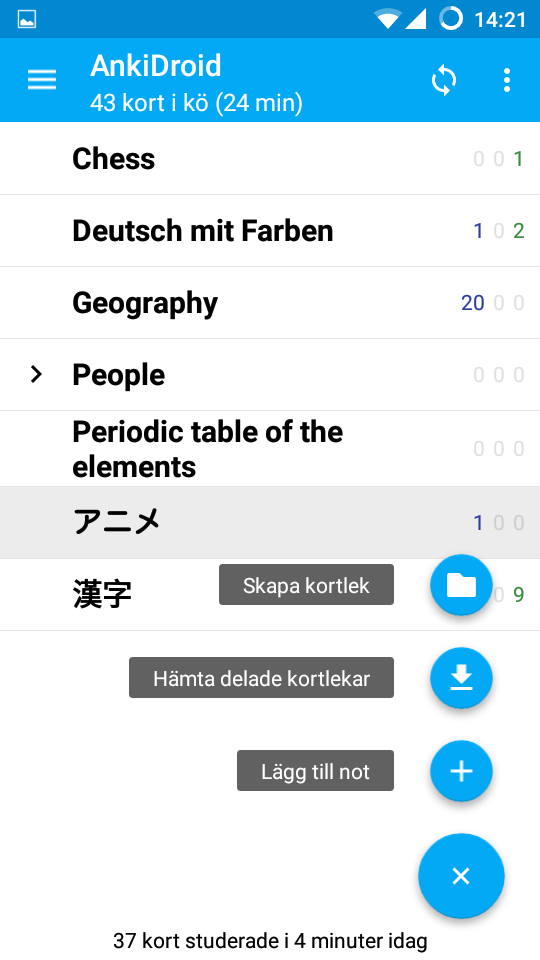 14:21
AnkiDroid
43 kort i kö (24 min)
Chess 0 0 1
Deutsch mit Farben 1 0 2
Geography 20 0 0
People 0 0 0
Periodic table of the
elements 0 0 0
アニメ 1 0 0
漢字 0 9
Skapa kortlek
Hämta delade kortlekar
Lägg till not
37 kort studerade i 4 minuter idag